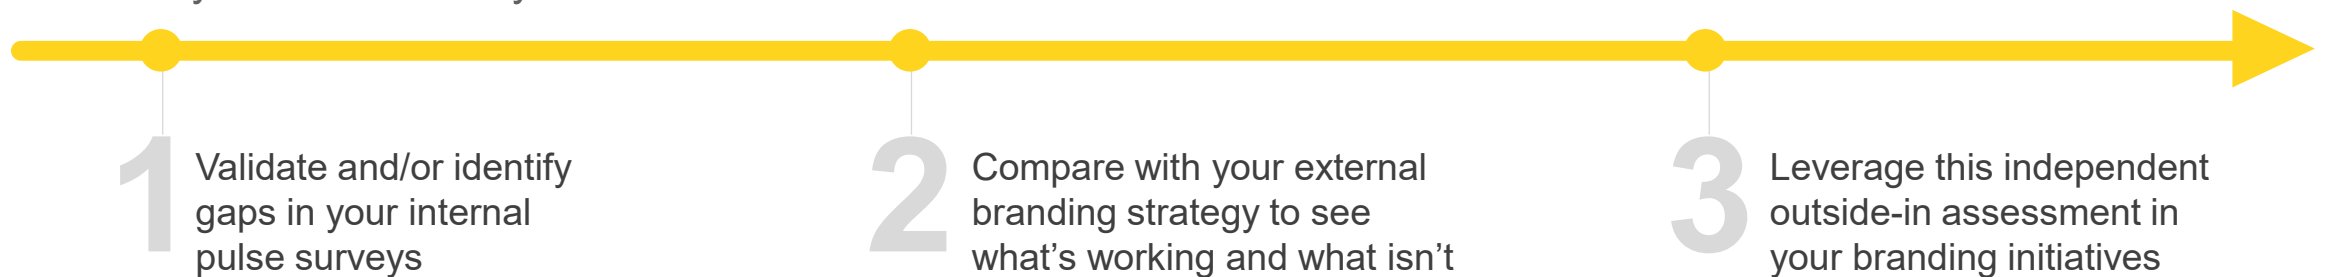 1
Validate and/or identify
gaps in your internal
pulse surveys
2
Compare with your external
branding strategy to see
what’s working and what isn’t
3
Leverage this independent
outside-in assessment in
your branding initiatives